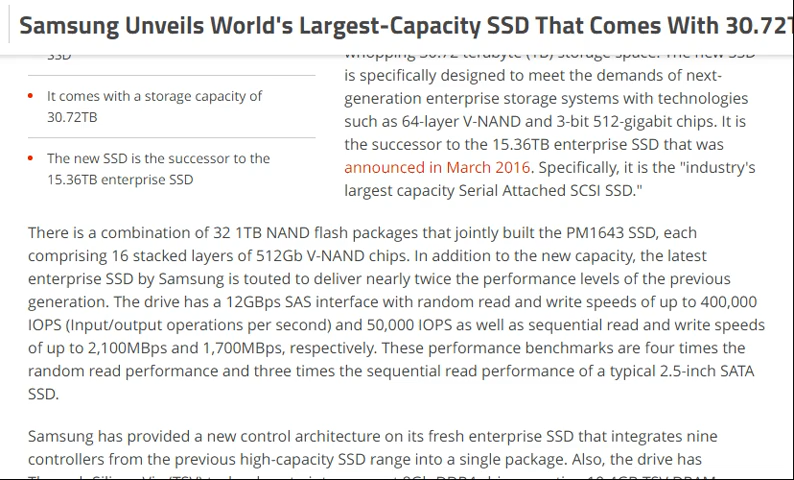 Samsung Unveils World's Largest-Capacity SSD That Comes With 30.72T
SSD
It comes with a storage capacity of
30.72TB
The new SSD is the successor to the
15.36TB enterprise SSD
whopping 30.72 terabyte (TB) storage space. The new SSD
is specifically designed to meet the demands of next-
generation enterprise storage systems with technologies
such as 64-layer V-NAND and 3-bit 512-gigabit chips. It is
the successor to the 15.36TB enterprise SSD that was
announced in March 2016. Specifically, it is the "industry's
largest capacity Serial Attached SCSI SSD."
There is a combination of 32 1TB NAND flash packages that jointly built the PM1643 SSD, each
comprising 16 stacked layers of 512Gb V-NAND chips. In addition to the new capacity, the latest
enterprise SSD by Samsung is touted to deliver nearly twice the performance levels of the previous
generation. The drive has a 12GBps SAS interface with random read and write speeds of up to 400,000
IOPS (Input/output operations per second) and 50,000 IOPS as well as sequential read and write speeds
of up to 2,100MBps and 1,700MBps, respectively. These performance benchmarks are four times the
random read performance and three times the sequential read performance of a typical 2.5-inch SATA
SSD.
Samsung has provided a new control architecture on its fresh enterprise SSD that integrates nine
controllers from the previous high-capacity SSD range into a single package. Also, the drive has